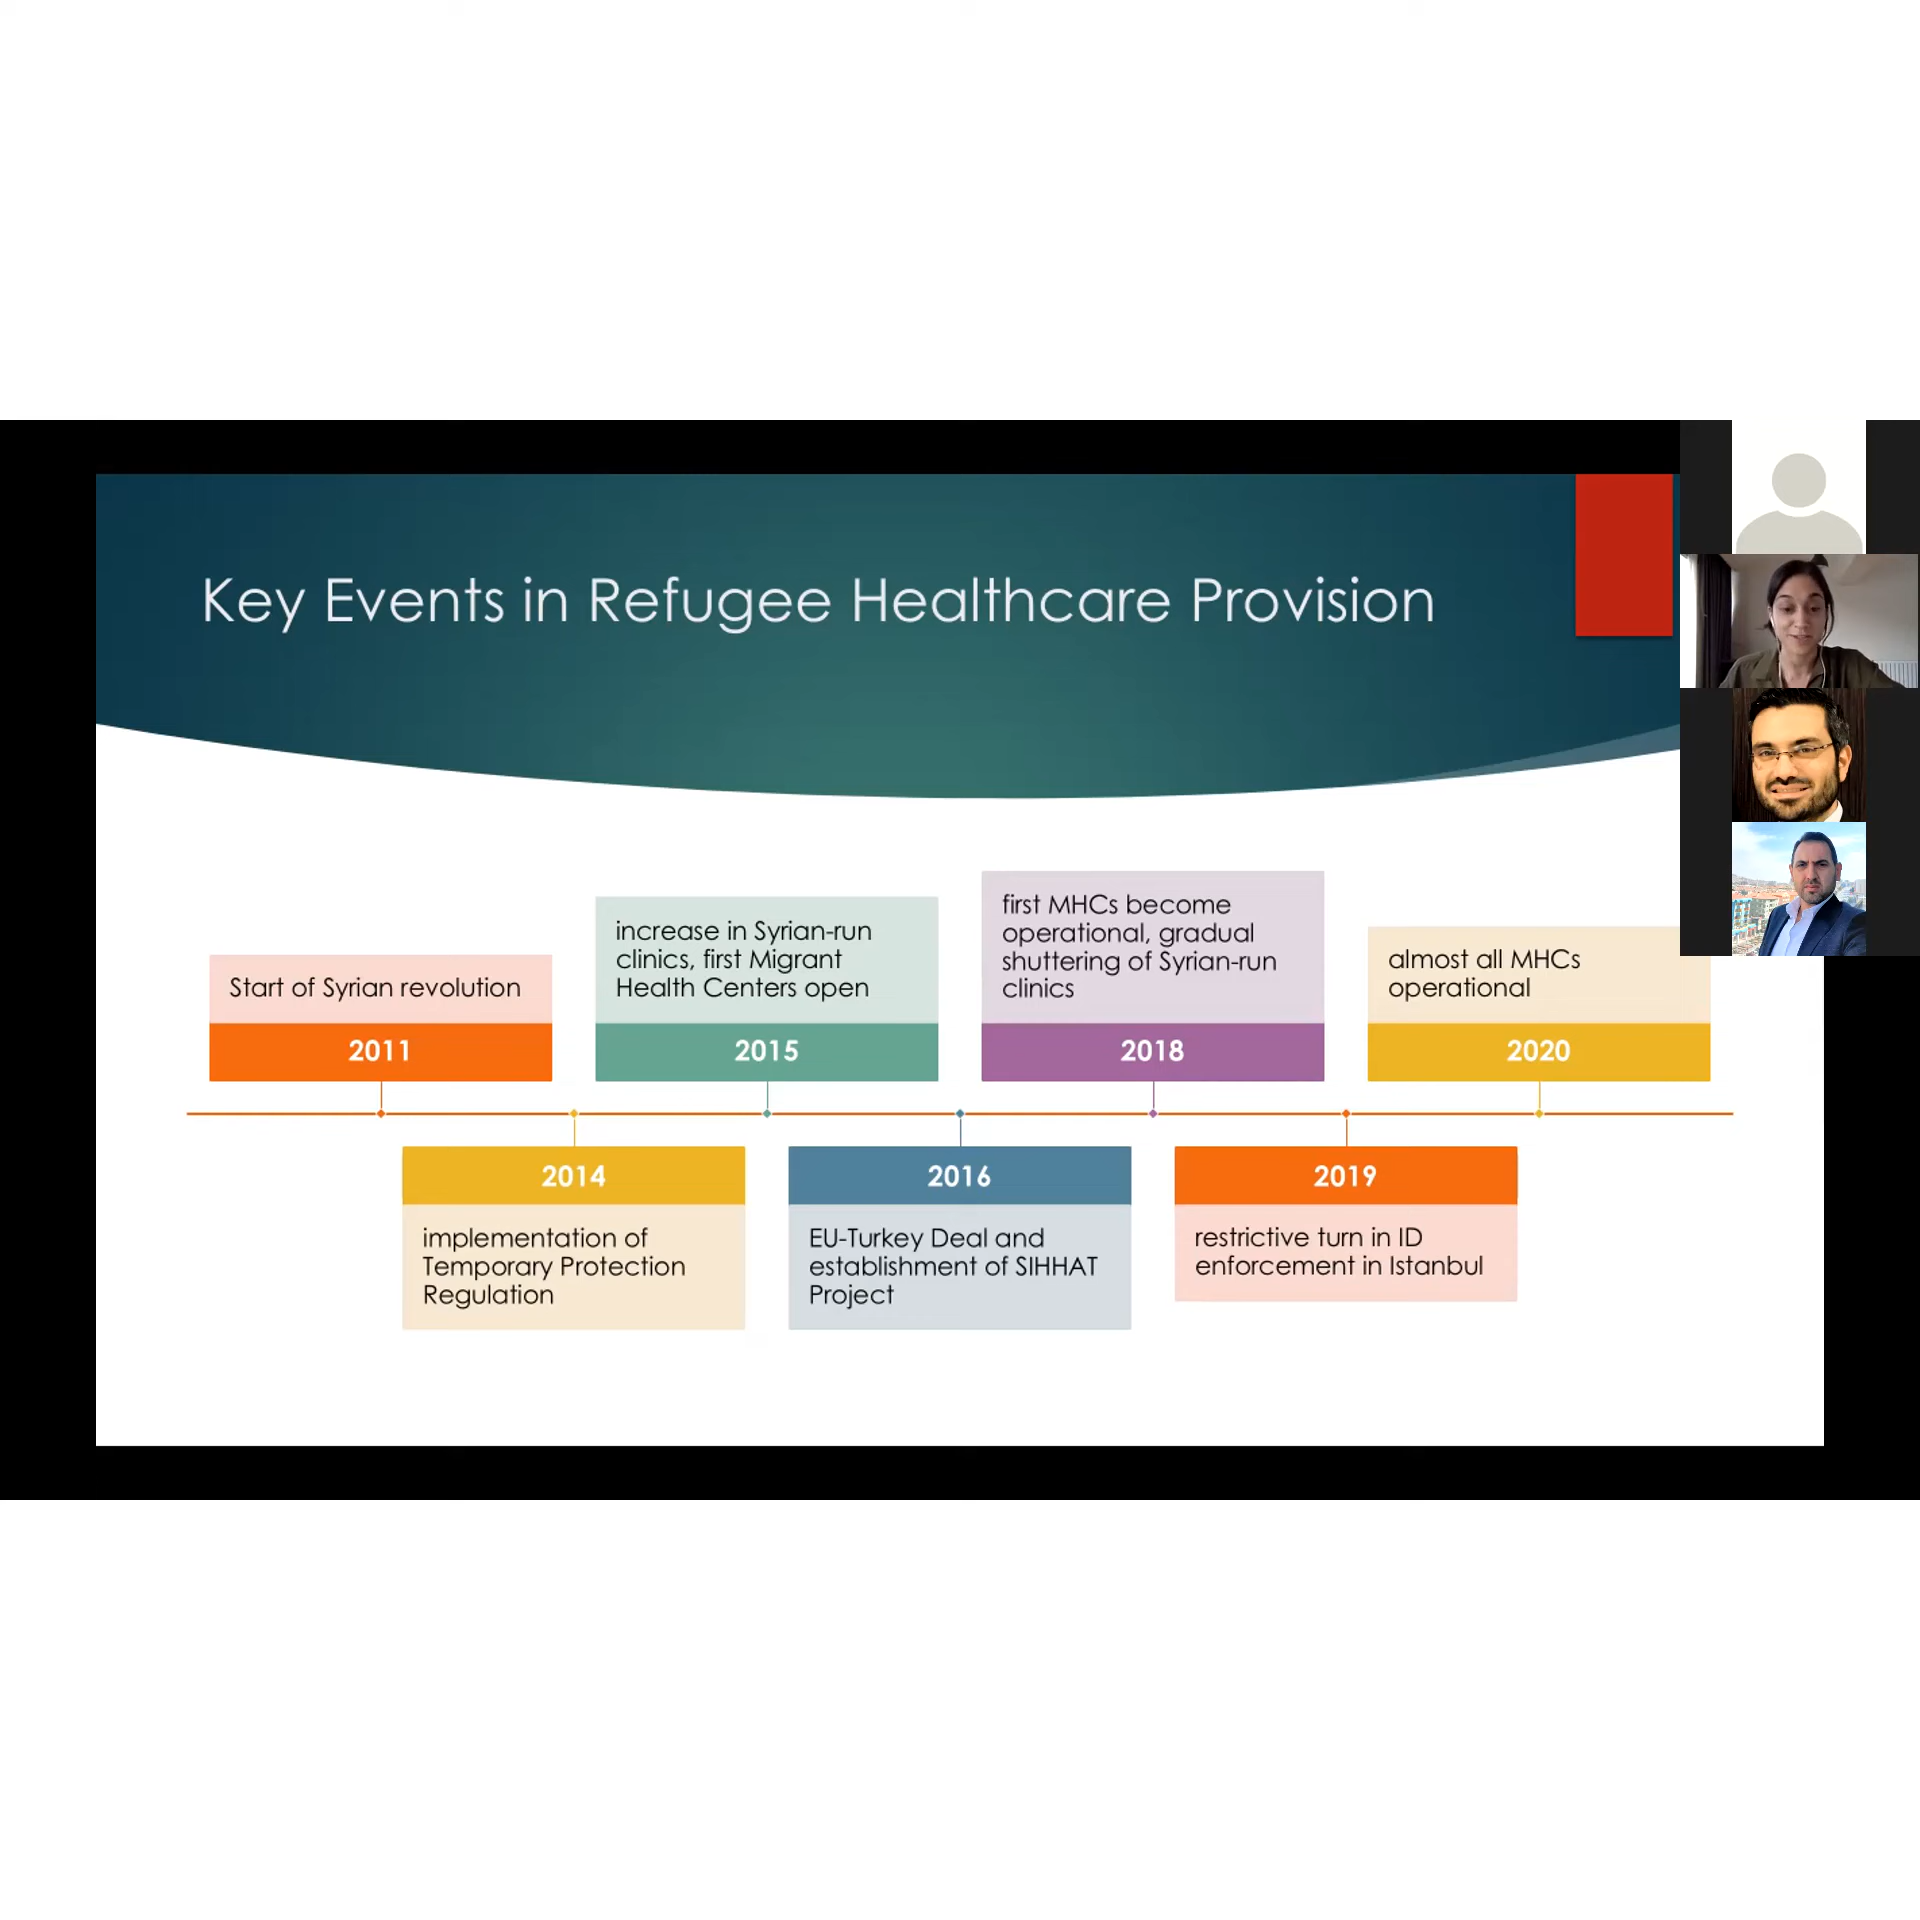 Key Events in Refugee Healthcare Provision
Start of Syrian revolution
2011
increase in Syrian-run
clinics, first Migrant
Health Centers open
2015
first MHCs become
operational, gradual
shuttering of Syrian-run
clinics
2018
almost all MHCs
operational
2020
2014
implementation of
Temporary Protection
Regulation
2016
EU-Turkey Deal and
establishment of SIHHAT
Project
2019
restrictive turn in ID
enforcement in Istanbul